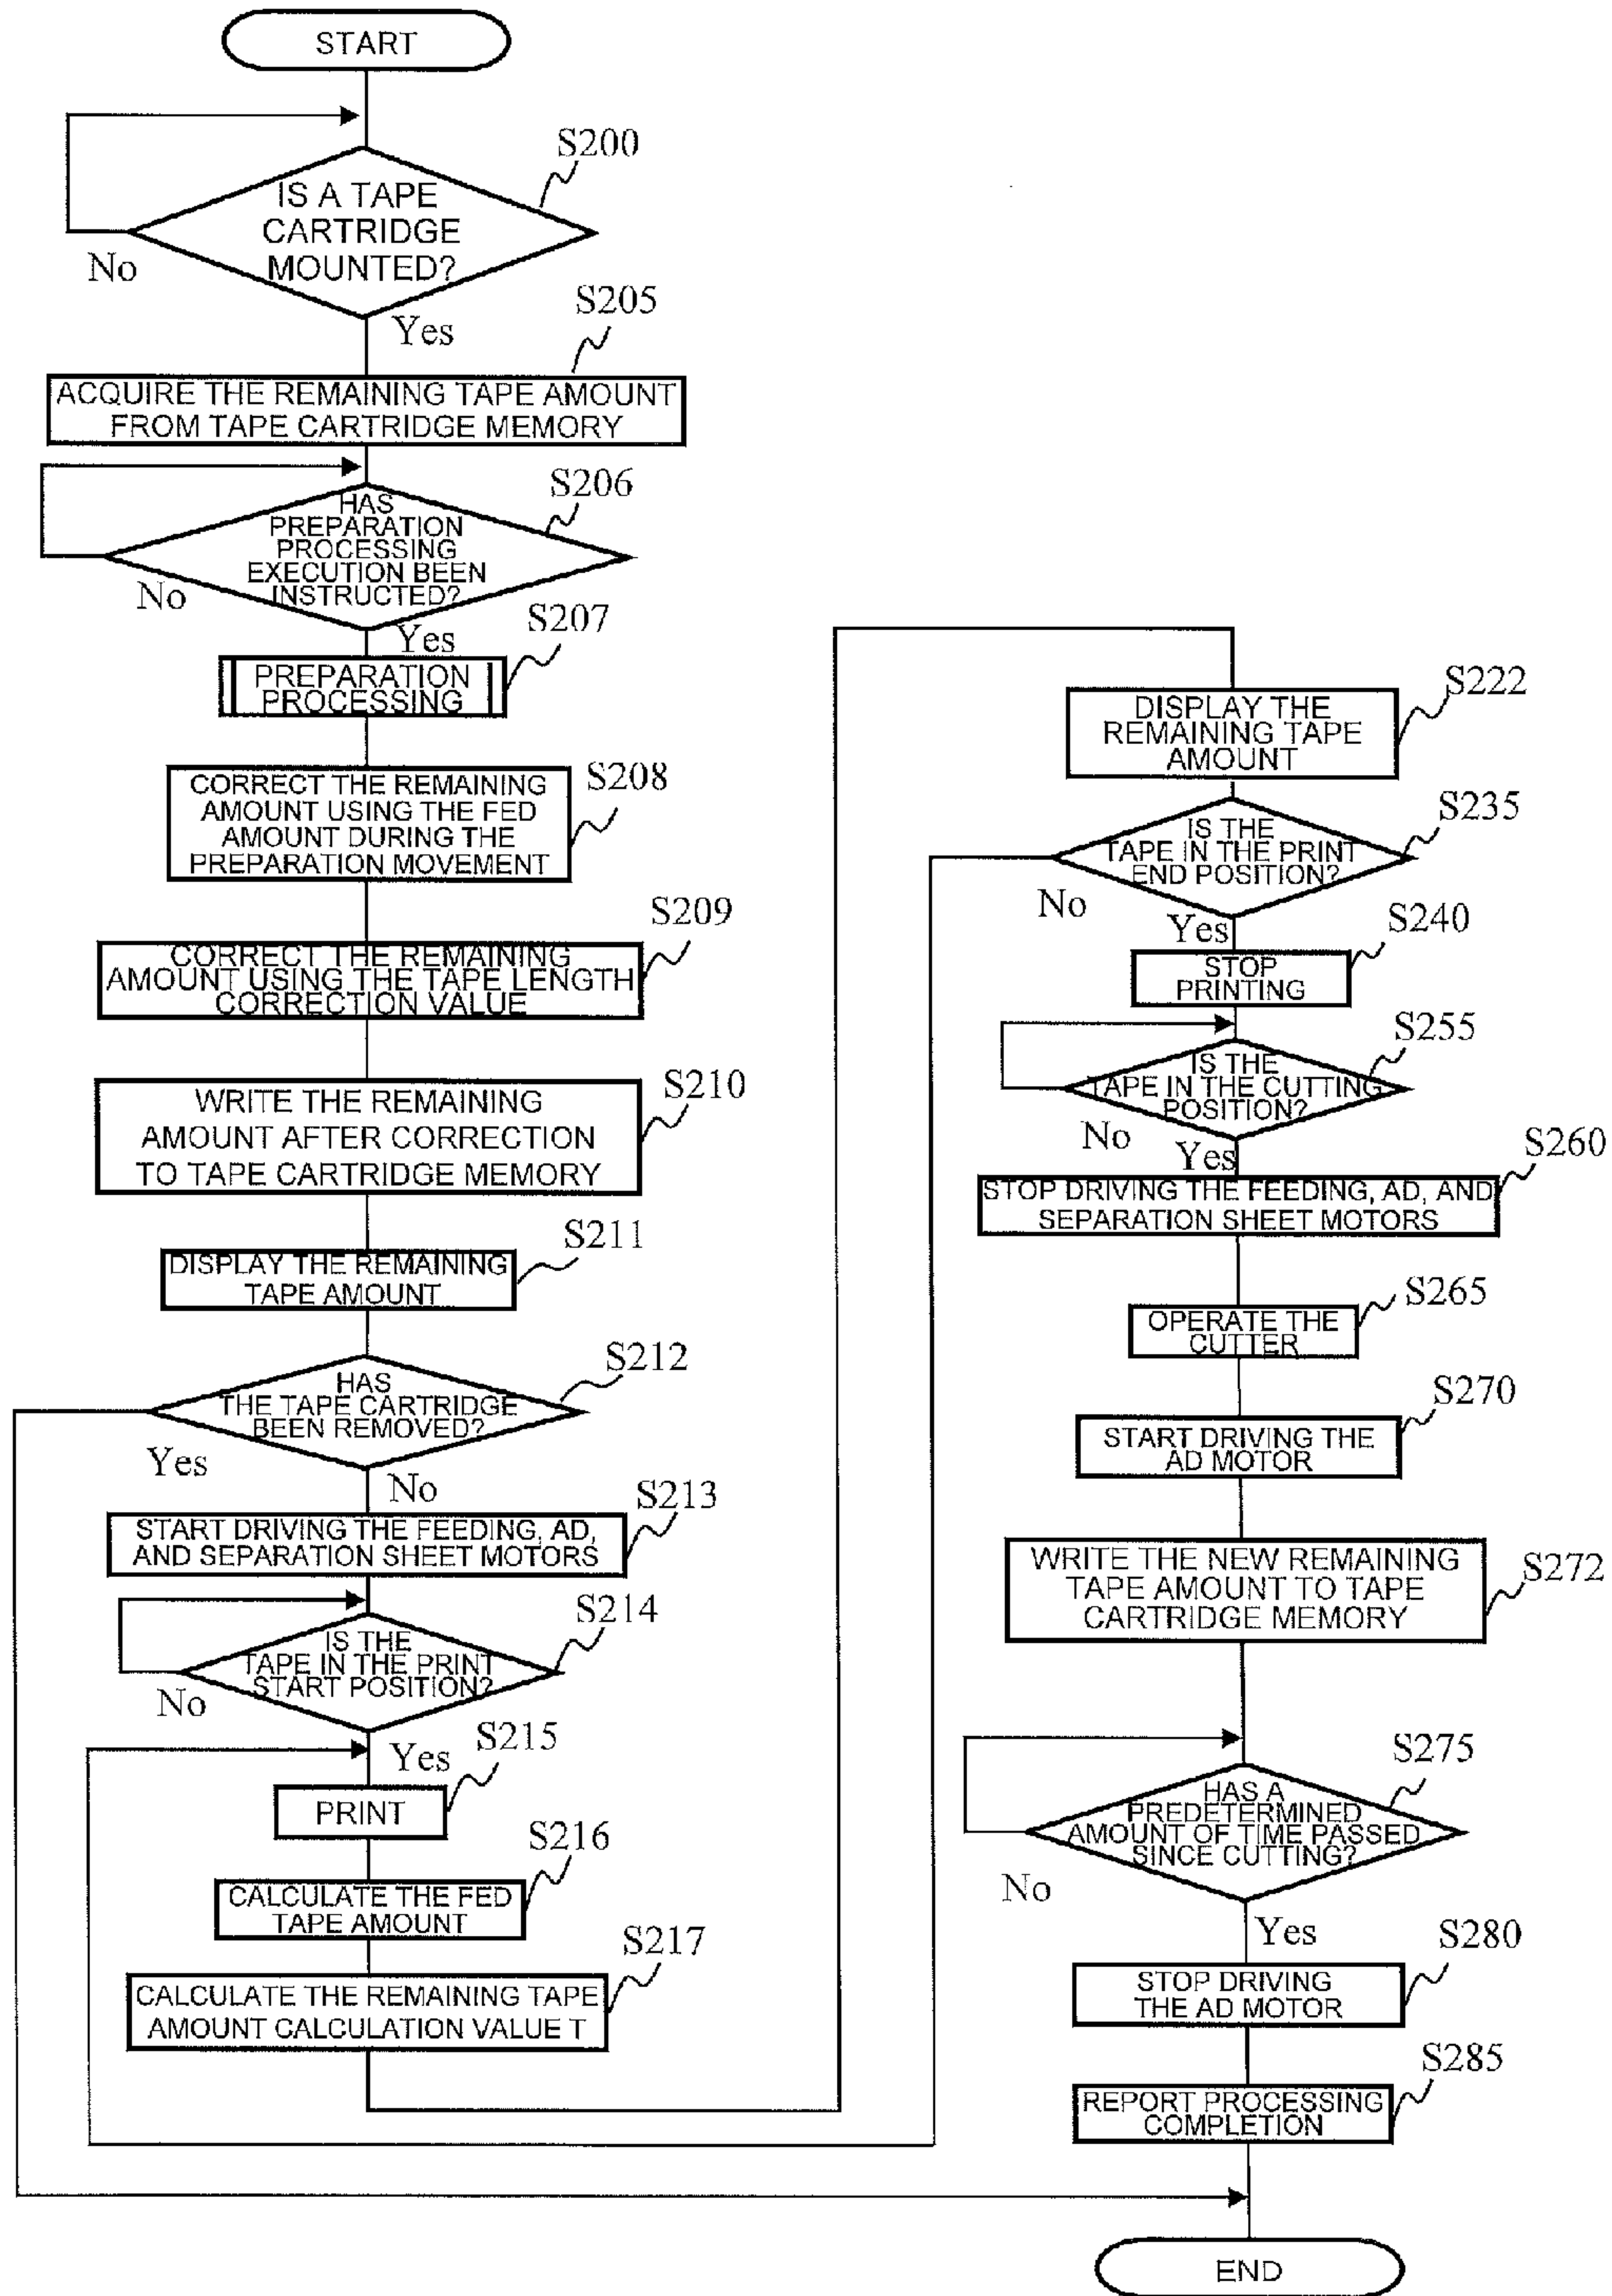 START
S200
IS A TAPE
CARTRIDGE
MOUNTED?
No
Yes
S205
ACQUIRE THE REMAINING TAPE AMOUNT
FROM TAPE CARTRIDGE MEMORY
S206
HAS
PREPARATION
PROCESSING
EXECUTION BEEN
INSTRUCTED?
No
Yes
S207
PREPARATION
PROCESSING
S208
CORRECT THE REMAINING
AMOUNT USING THE FED
AMOUNT DURING THE
PREPARATION MOVEMENT
S209
CORRECT THE REMAINING
AMOUNT USING THE TAPE LENGTH
CORRECTION VALUE
S210
WRITE THE REMAINING
AMOUNT AFTER CORRECTION
TO TAPE CARTRIDGE MEMORY
S211
DISPLAY THE REMAINING
TAPE AMOUNT
S212
HAS
THE TAPE CARTRIDGE
BEEN REMOVED?
Yes
No
S213
START DRIVING THE FEEDING, AD,
AND SEPARATION SHEET MOTORS
S214
IS THE
TAPE IN THE PRINT
START POSITION?
No
Yes
S215
PRINT
S216
CALCULATE THE FED
TAPE AMOUNT
S217
CALCULATE THE REMAINING TAPE
AMOUNT CALCULATION VALUE T
S222
DISPLAY THE
REMAINING TAPE
AMOUNT
S235
IS THE
TAPE IN THE PRINT
END POSITION?
No
Yes
S240
STOP
PRINTING
S255
IS THE
TAPE IN THE CUTTING
POSITION?
No
Yes
S260
STOP DRIVING THE FEEDING, AD, AND
SEPARATION SHEET MOTORS
S265
OPERATE THE
CUTTER
S270
START DRIVING THE
AD MOTOR
S272
WRITE THE NEW REMAINING
TAPE AMOUNT TO TAPE
CARTRIDGE MEMORY
S275
HAS A
PREDETERMINED
AMOUNT OF TIME PASSED
SINCE CUTTING?
No
Yes
S280
STOP DRIVING
THE AD MOTOR
S285
REPORT PROCESSING
COMPLETION
END